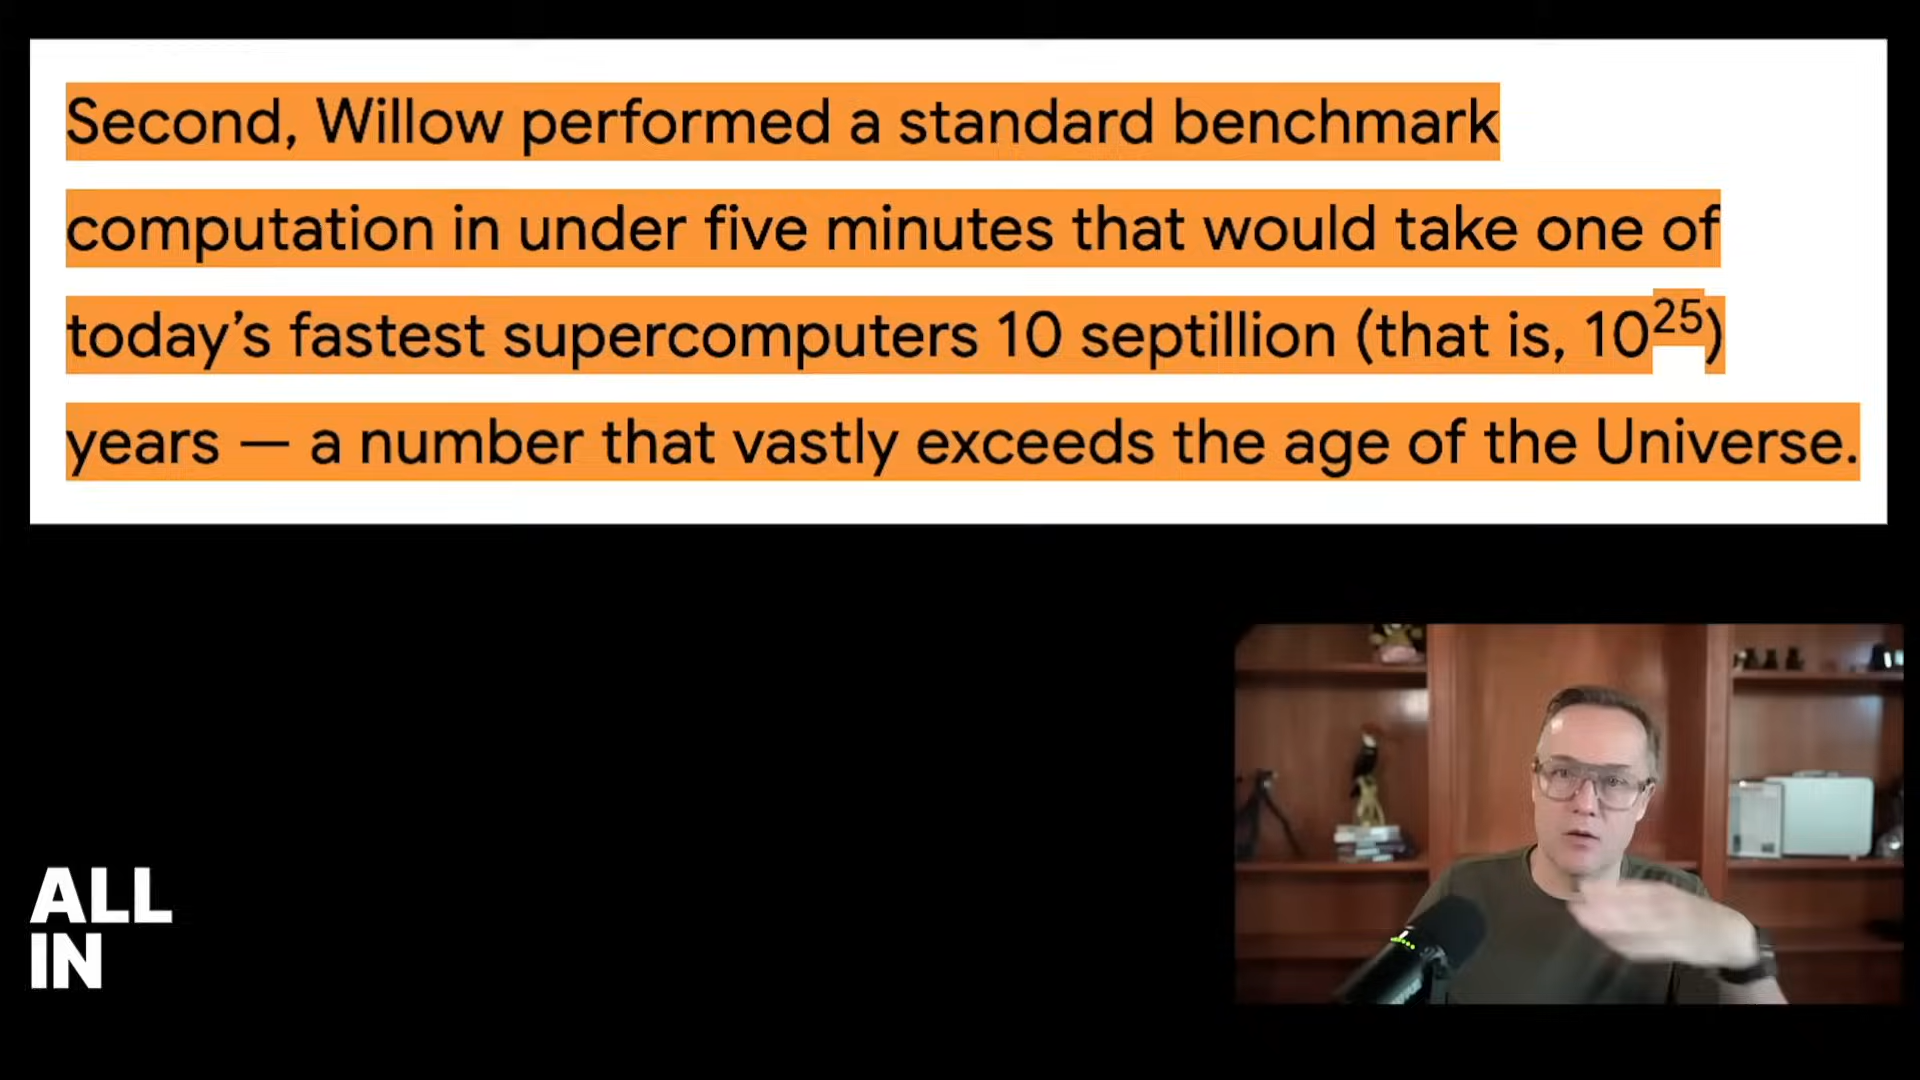 Second, Willow performed a standard benchmark
computation in under five minutes that would take one of
today’s fastest supercomputers 10 septillion (that is, 10²⁵)
years — a number that vastly exceeds the age of the Universe.
ALL
IN